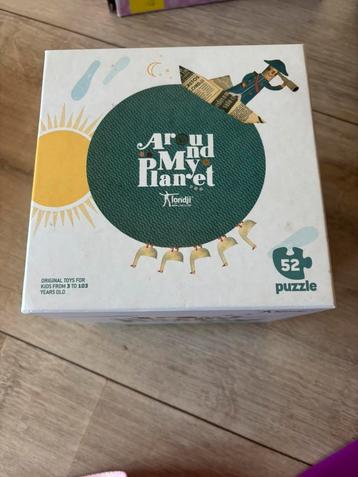 Around
My
Planet
londji
ORIGINAL TOYS FOR
KIDS FROM 3 TO 103
YEARS OLD
52
puzzle